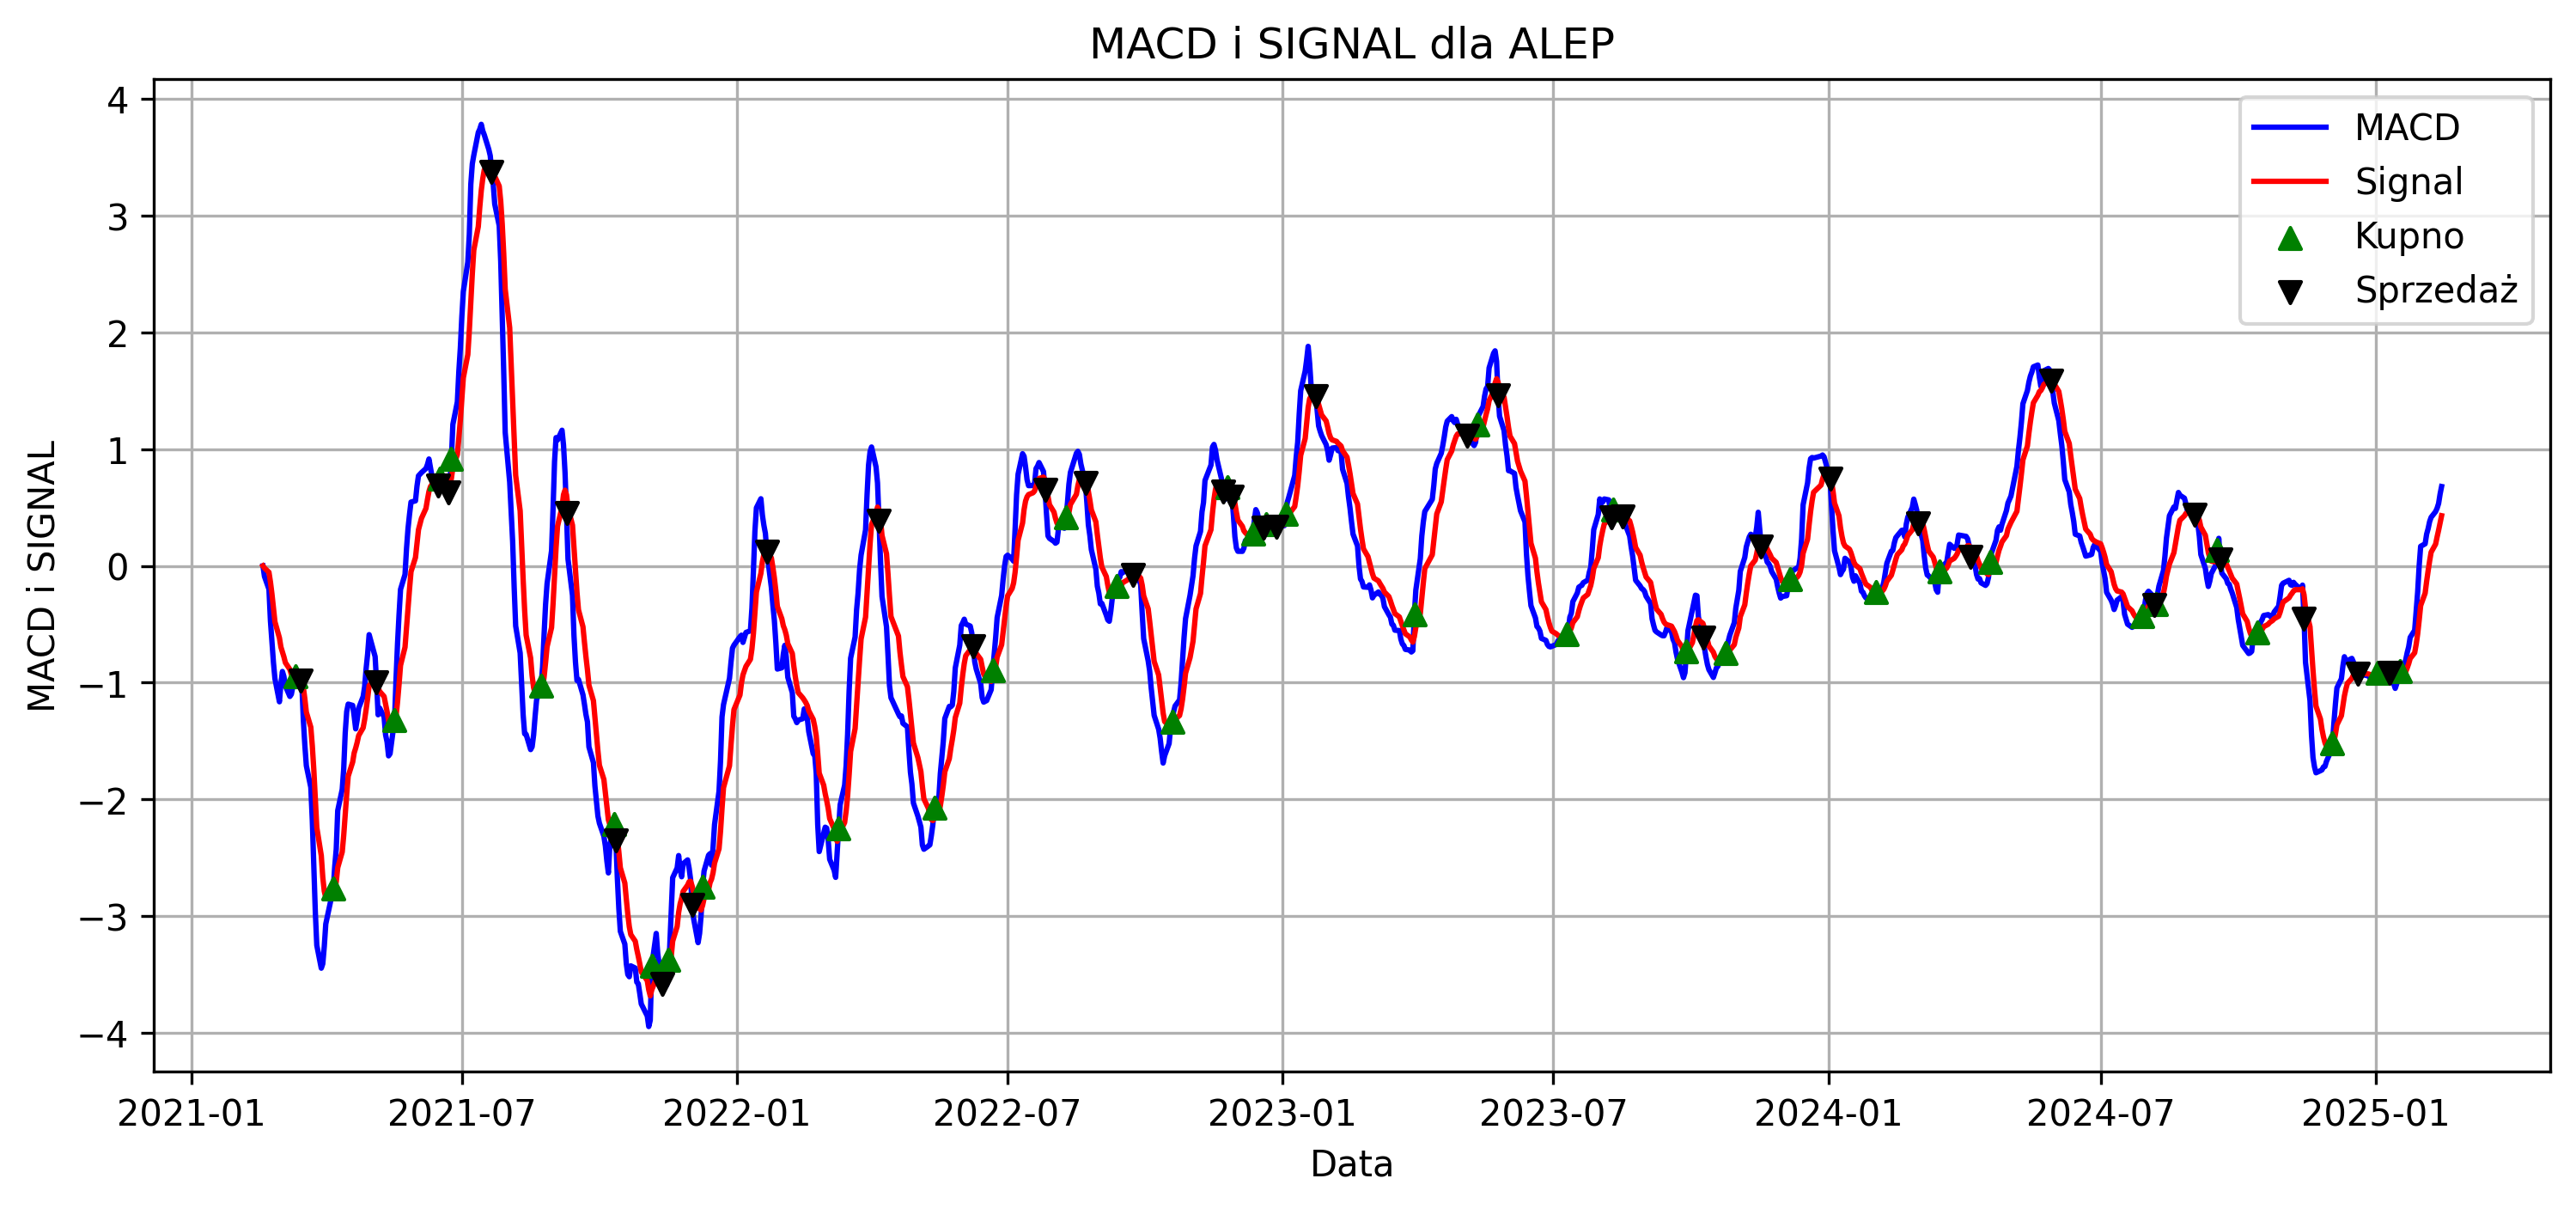 MACD i SIGNAL dla ALEP
MACD i SIGNAL
4
3
2
1
0
−1
−2
−3
−4
MACD
Signal
Kupno
Sprzedaż
2021-01 2021-07 2022-01 2022-07 2023-01 2023-07 2024-01 2024-07 2025-01
Data